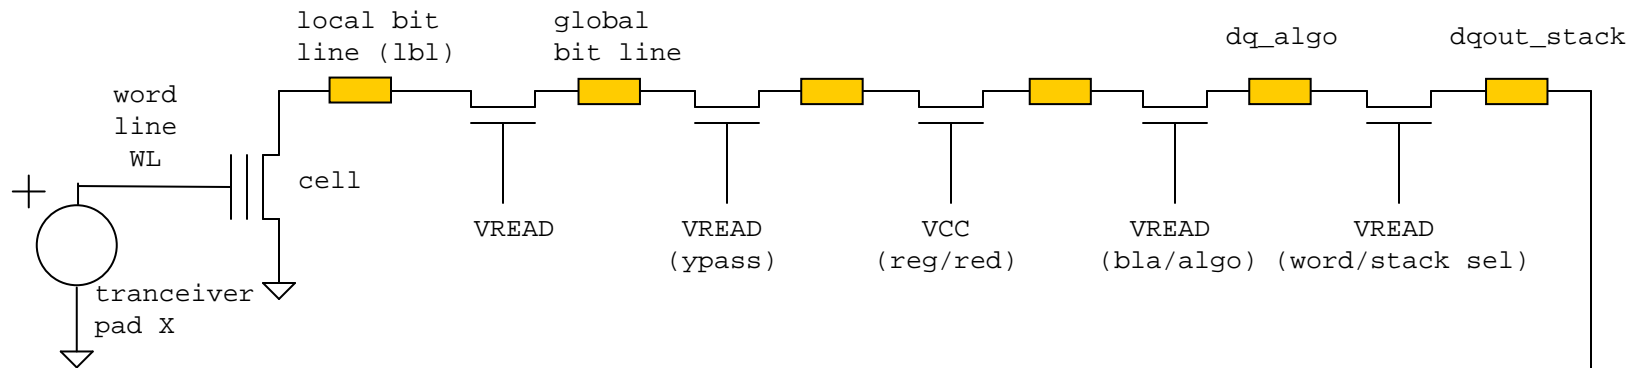 local bit
line (lbl)
global
bit line
dq_algo
dqout_stack
word
line
WL
+
cell
VREAD
VREAD
(ypass)
VCC
(reg/red)
VREAD
(bla/algo)
VREAD
(word/stack sel)
tranceiver
pad X